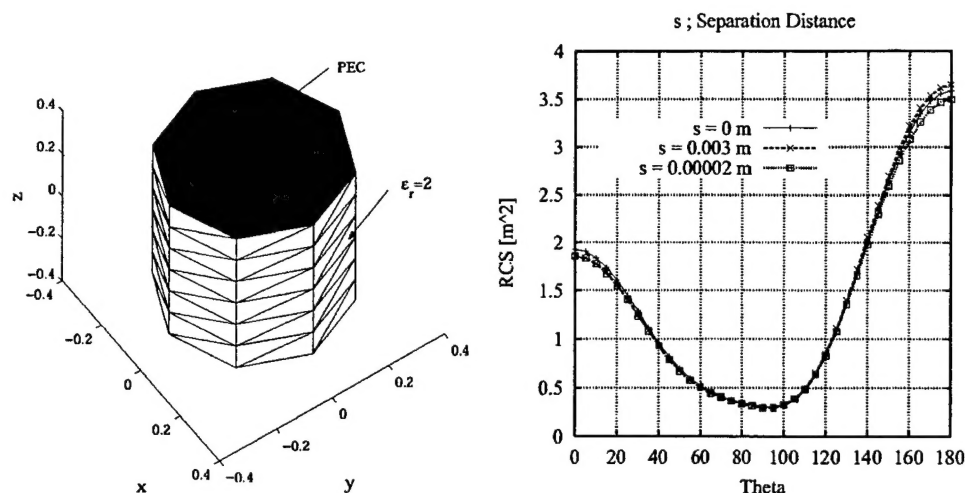 PEC
ε_r=2
0.4
0.2
0
-0.2
-0.4
z
-0.4
-0.2
0
0.2
0.4
x
-0.4
-0.2
0
0.2
0.4
y
s ; Separation Distance
4
3.5
3
2.5
2
1.5
1
0.5
0
RCS [m^2]
s = 0 m
s = 0.003 m
s = 0.00002 m
0 20 40 60 80 100 120 140 160 180
Theta